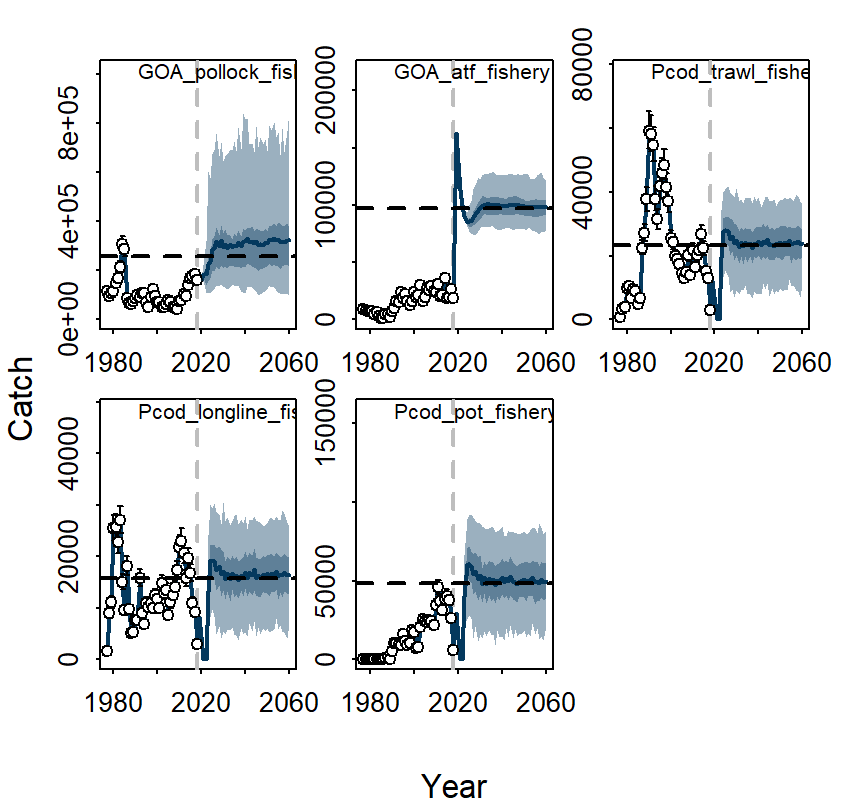 GOA_pollock_fisl
GOA_atf_fishery
Pcod_trawl_fishe
0e+00 4e+05 8e+05
0 100000 200000
0 40000 80000
1980 2020 2060
1980 2020 2060
1980 2020 2060
Catch
Pcod_longline_fis
Pcod_pot_fishery
0 20000 40000
0 50000 150000
1980 2020 2060
1980 2020 2060
Year